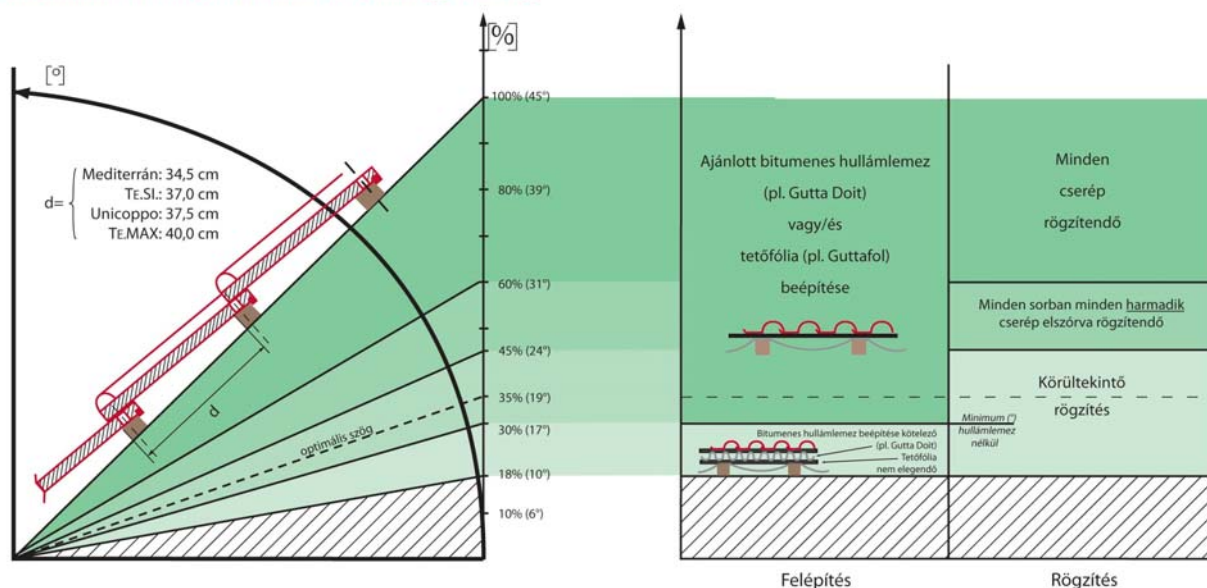 [°]
[%]
d=
Mediterrán: 34,5 cm
TE.SI.: 37,0 cm
Unicoppo: 37,5 cm
TE.MAX: 40,0 cm
d
optimális szög
100% (45°)
80% (39°)
60% (31°)
45% (24°)
35% (19°)
30% (17°)
18% (10°)
10% (6°)
Ajánlott bitumenes hullámlemez
(pl. Gutta Doit)
vagy/és
tetőfólia (pl. Guttafol)
beépítése
Bitumenes hullámlemez beépítése kötelező
(pl. Gutta Doit)
Tetőfólia
nem elegendő
Minden
cserép
rögzítendő
Minden sorban minden harmadik
cserép elszórva rögzítendő
Körültekintő
rögzítés
Minimum (°)
hullámlemez
nélkül
Felépítés
Rögzítés